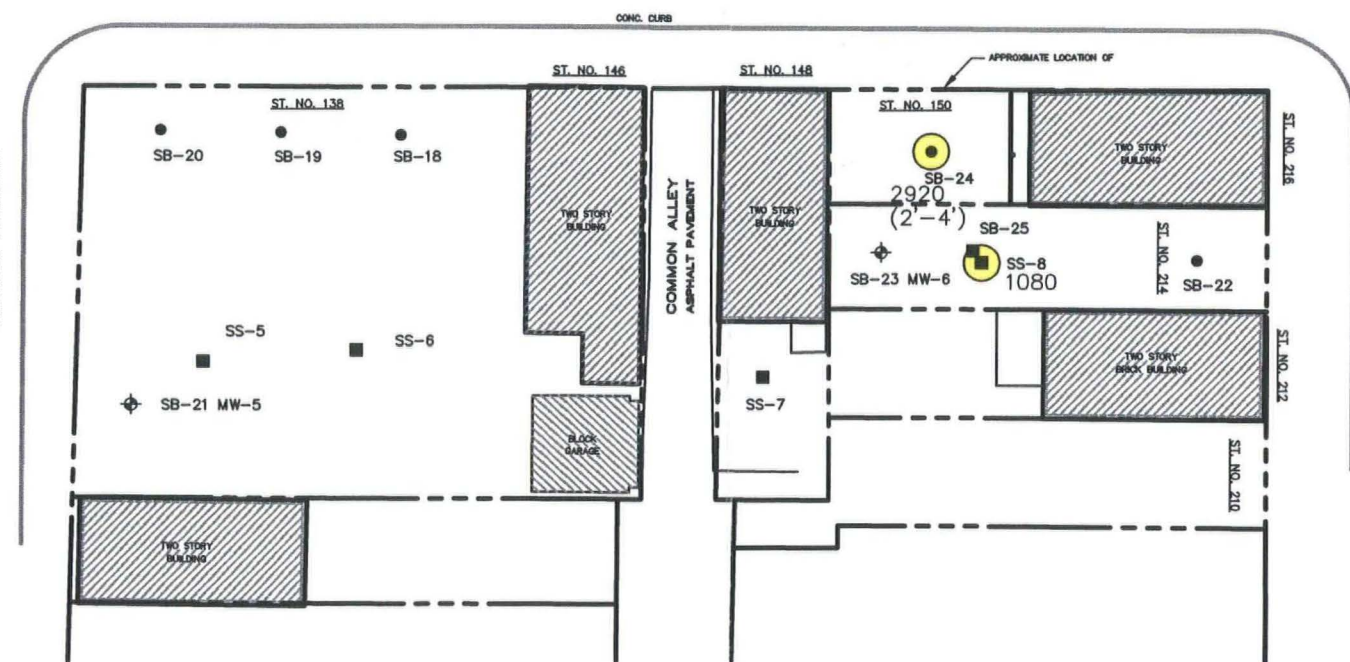 CONC. CURB
APPROXIMATE LOCATION OF
ST. NO. 146
ST. NO. 148
ST. NO. 138
ST. NO. 150
SB-20
SB-19
SB-18
SB-24
2920
(2'-4')
TWO STORY
BUILDING
ST. NO. 216
TWO STORY
BUILDING
COMMON ALLEY
ASPHALT PAVEMENT
TWO STORY
BUILDING
SB-25
SB-23 MW-6
SS-8
1080
ST. NO. 214
SB-22
SS-5
SS-6
SB-21 MW-5
SS-7
TWO STORY
BRICK BUILDING
ST. NO. 212
BLOCK
GARAGE
ST. NO. 210
TWO STORY
BUILDING